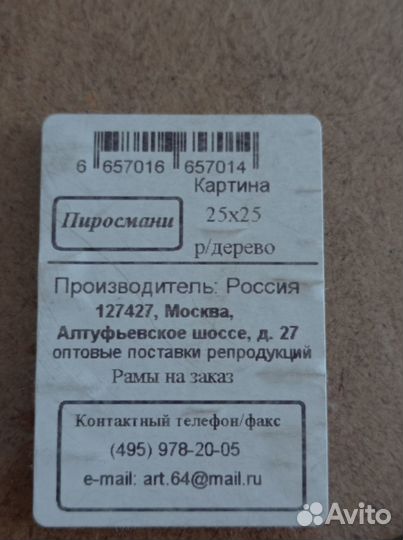 6 657016 657014
Картина
Пиросмани
25х25
р/дерево
Производитель: Россия
127427, Москва,
Алтуфьевское шоссе, д. 27
оптовые поставки репродукций
Рамы на заказ
Контактный телефон/факс
(495) 978-20-05
e-mail: art.64@mail.ru
Avito